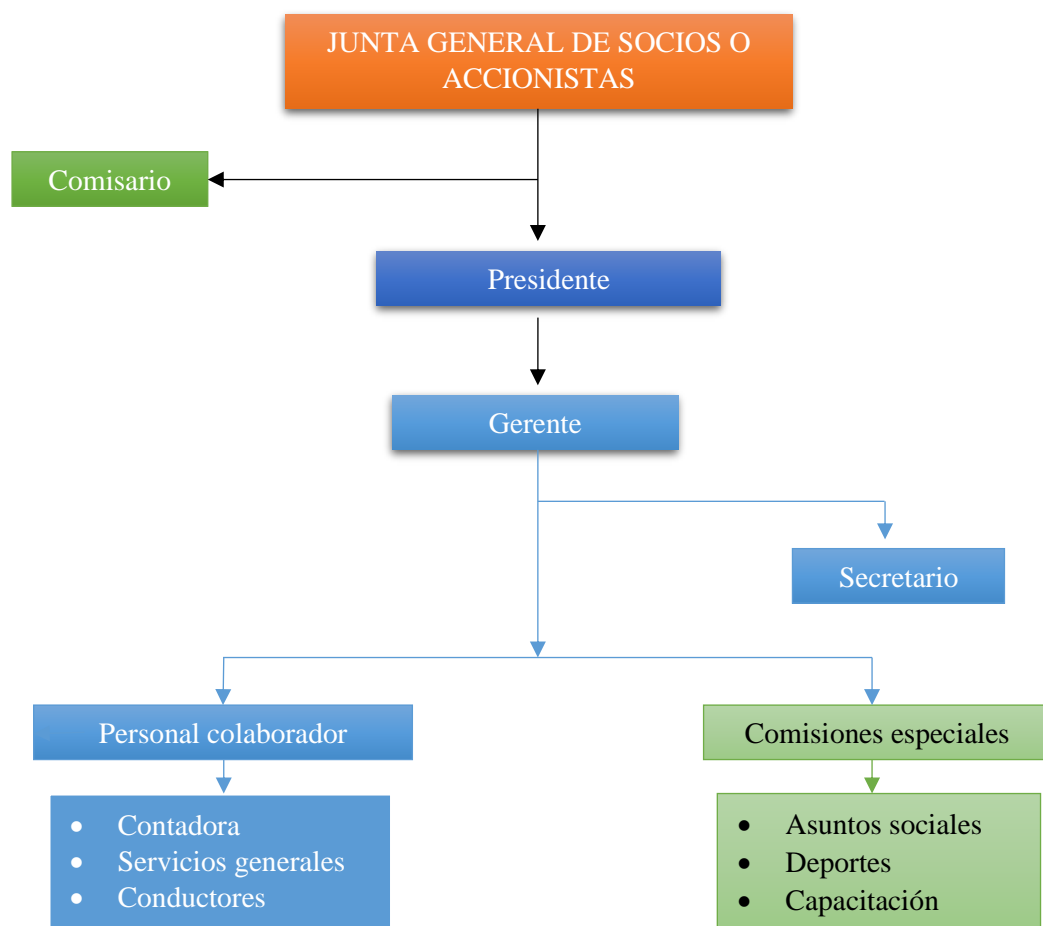 JUNTA GENERAL DE SOCIOS O
ACCIONISTAS
Comisario
Presidente
Gerente
Secretario
Personal colaborador
Comisiones especiales
• Contadora
• Servicios generales
• Conductores
• Asuntos sociales
• Deportes
• Capacitación